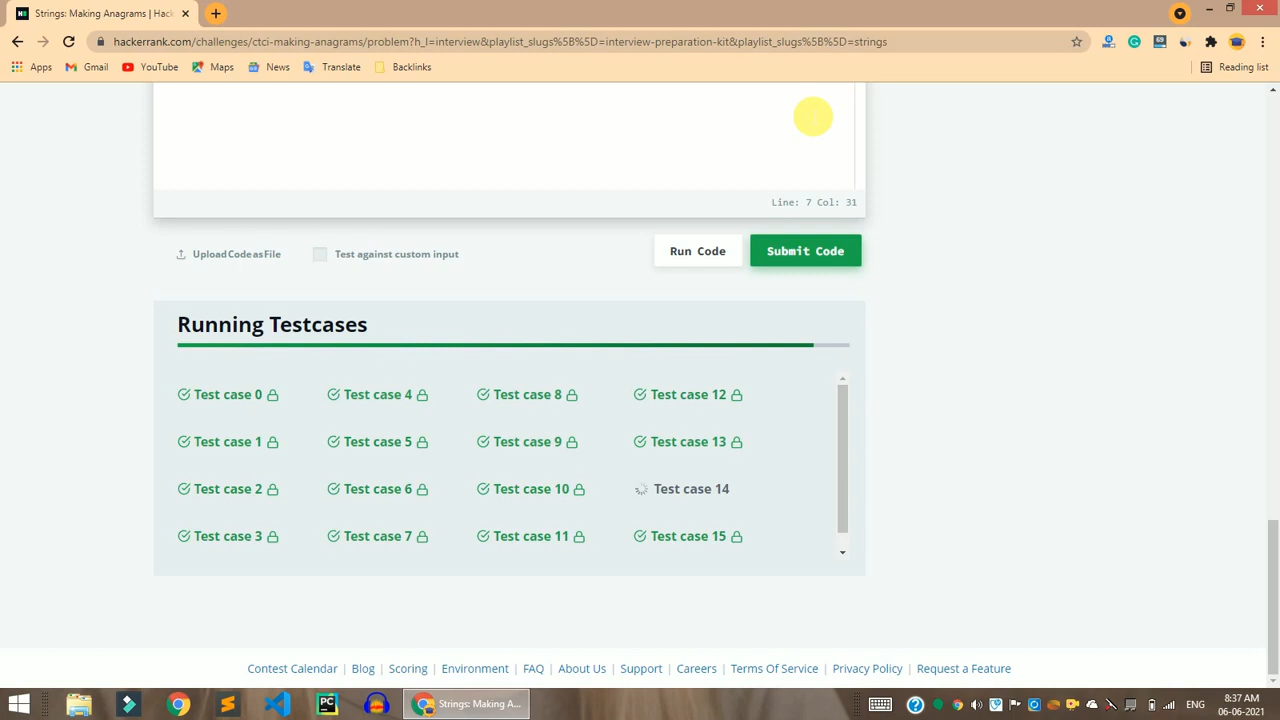 Strings: Making Anagrams | Hack
hackerrank.com/challenges/ctci-making-anagrams/problem?h_l=interview&playlist_slugs%5B%5D=interview-preparation-kit&playlist_slugs%5B%5D=strings
Apps Gmail YouTube Maps News Translate Backlinks Reading list
Line: 7 Col: 31
Upload Code as File Test against custom input Run Code Submit Code
Running Testcases
Test case 0 Test case 4 Test case 8 Test case 12
Test case 1 Test case 5 Test case 9 Test case 13
Test case 2 Test case 6 Test case 10 Test case 14
Test case 3 Test case 7 Test case 11 Test case 15
Contest Calendar | Blog | Scoring | Environment | FAQ | About Us | Support | Careers | Terms Of Service | Privacy Policy | Request a Feature
Strings: Making A... ENG 8:37 AM
06-06-2021